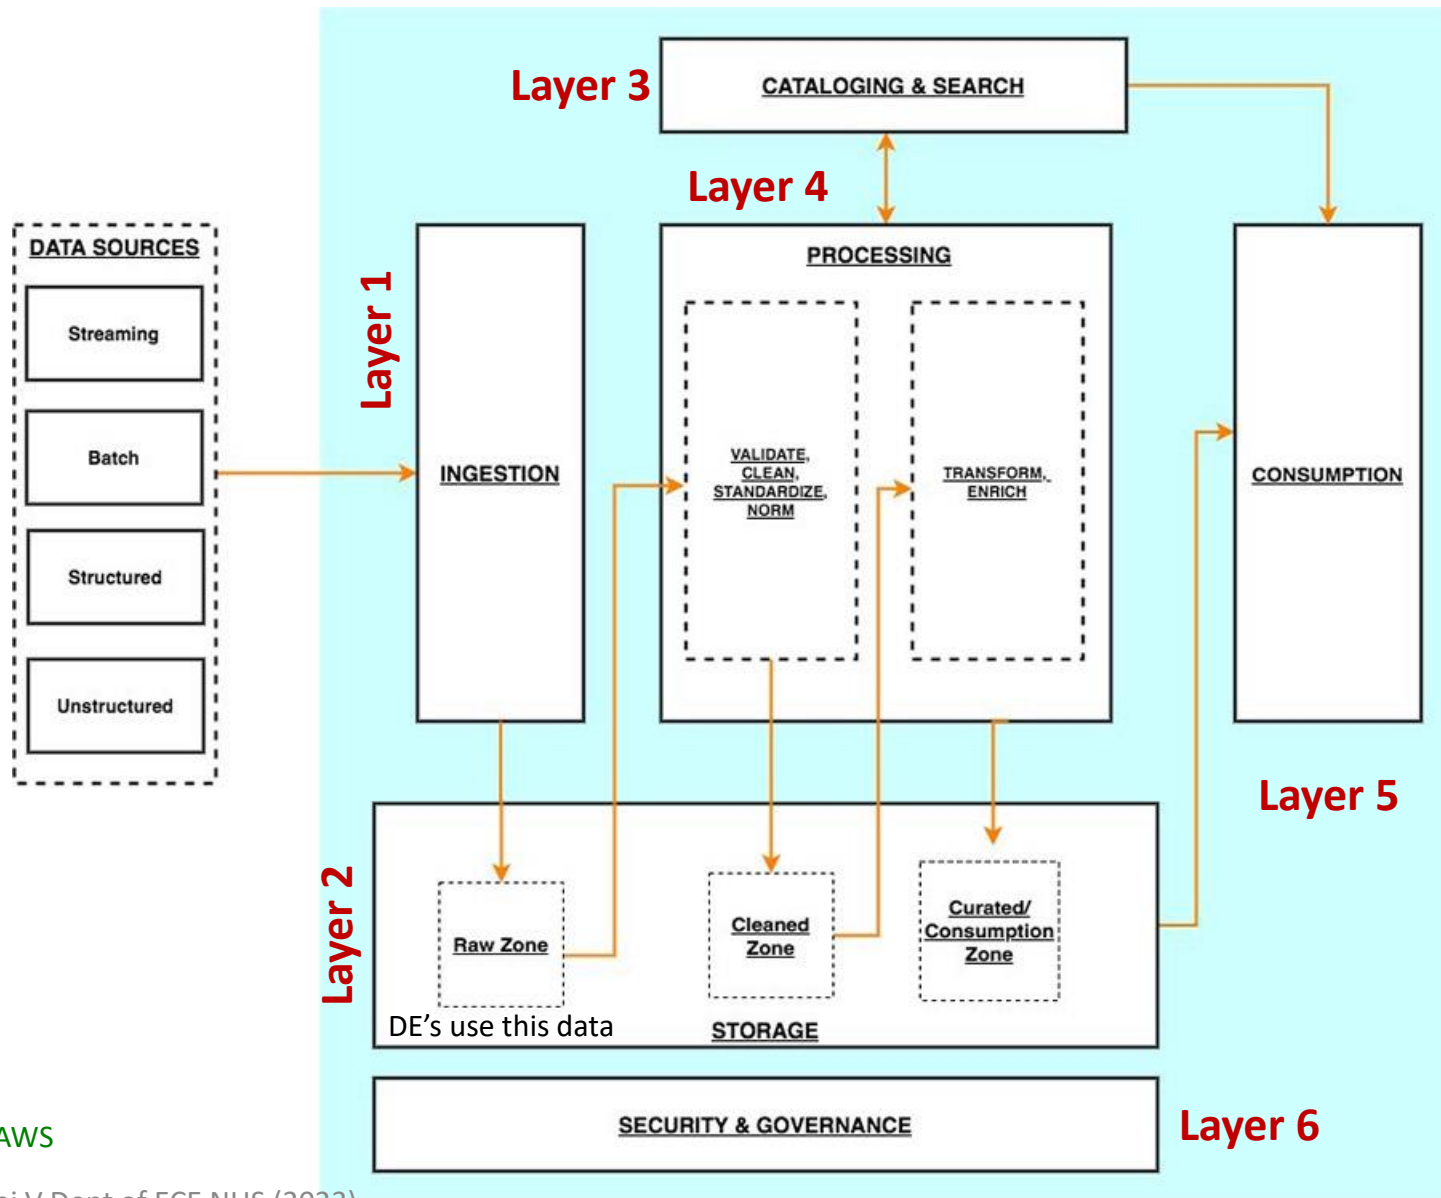 Layer 3
CATALOGING & SEARCH
Layer 4
DATA SOURCES
Streaming
Batch
Structured
Unstructured
Layer 1
INGESTION
PROCESSING
VALIDATE,
CLEAN,
STANDARDIZE,
NORM
TRANSFORM,
ENRICH
CONSUMPTION
Layer 5
Layer 2
Raw Zone
Cleaned
Zone
Curated/
Consumption
Zone
DE's use this data
STORAGE
SECURITY & GOVERNANCE
Layer 6
AWS